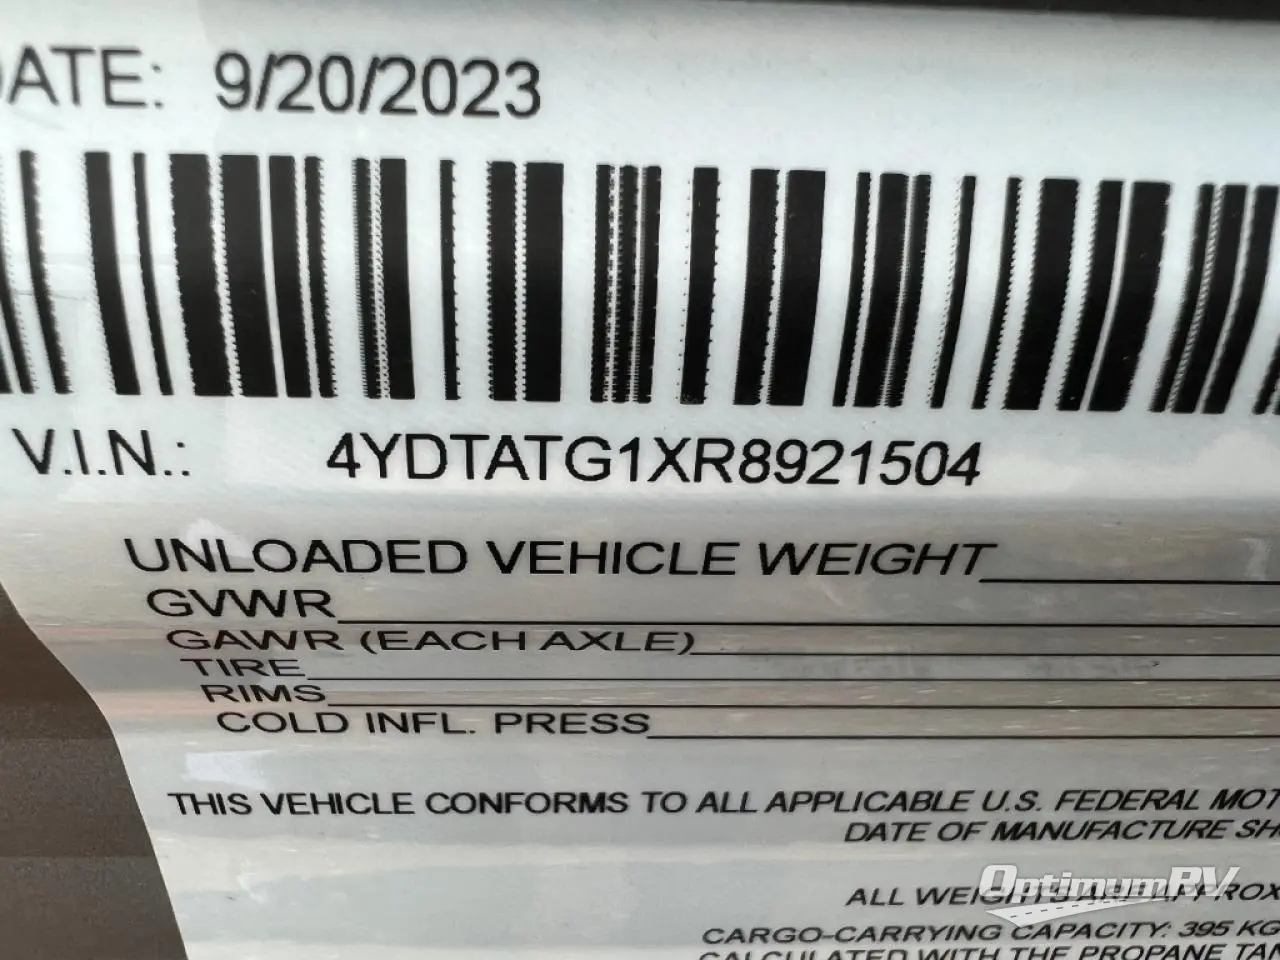 DATE: 9/20/2023
V.I.N.: 4YDTATG1XR8921504
UNLOADED VEHICLE WEIGHT
GVWR
GAWR (EACH AXLE)
TIRE
RIMS
COLD INFL. PRESS
THIS VEHICLE CONFORMS TO ALL APPLICABLE U.S. FEDERAL MOT
DATE OF MANUFACTURE SH
OptimumRV
ALL WEIGHTS ARE APPROX
CARGO-CARRYING CAPACITY: 395 KG
CALCULATED WITH THE PROPANE TAN